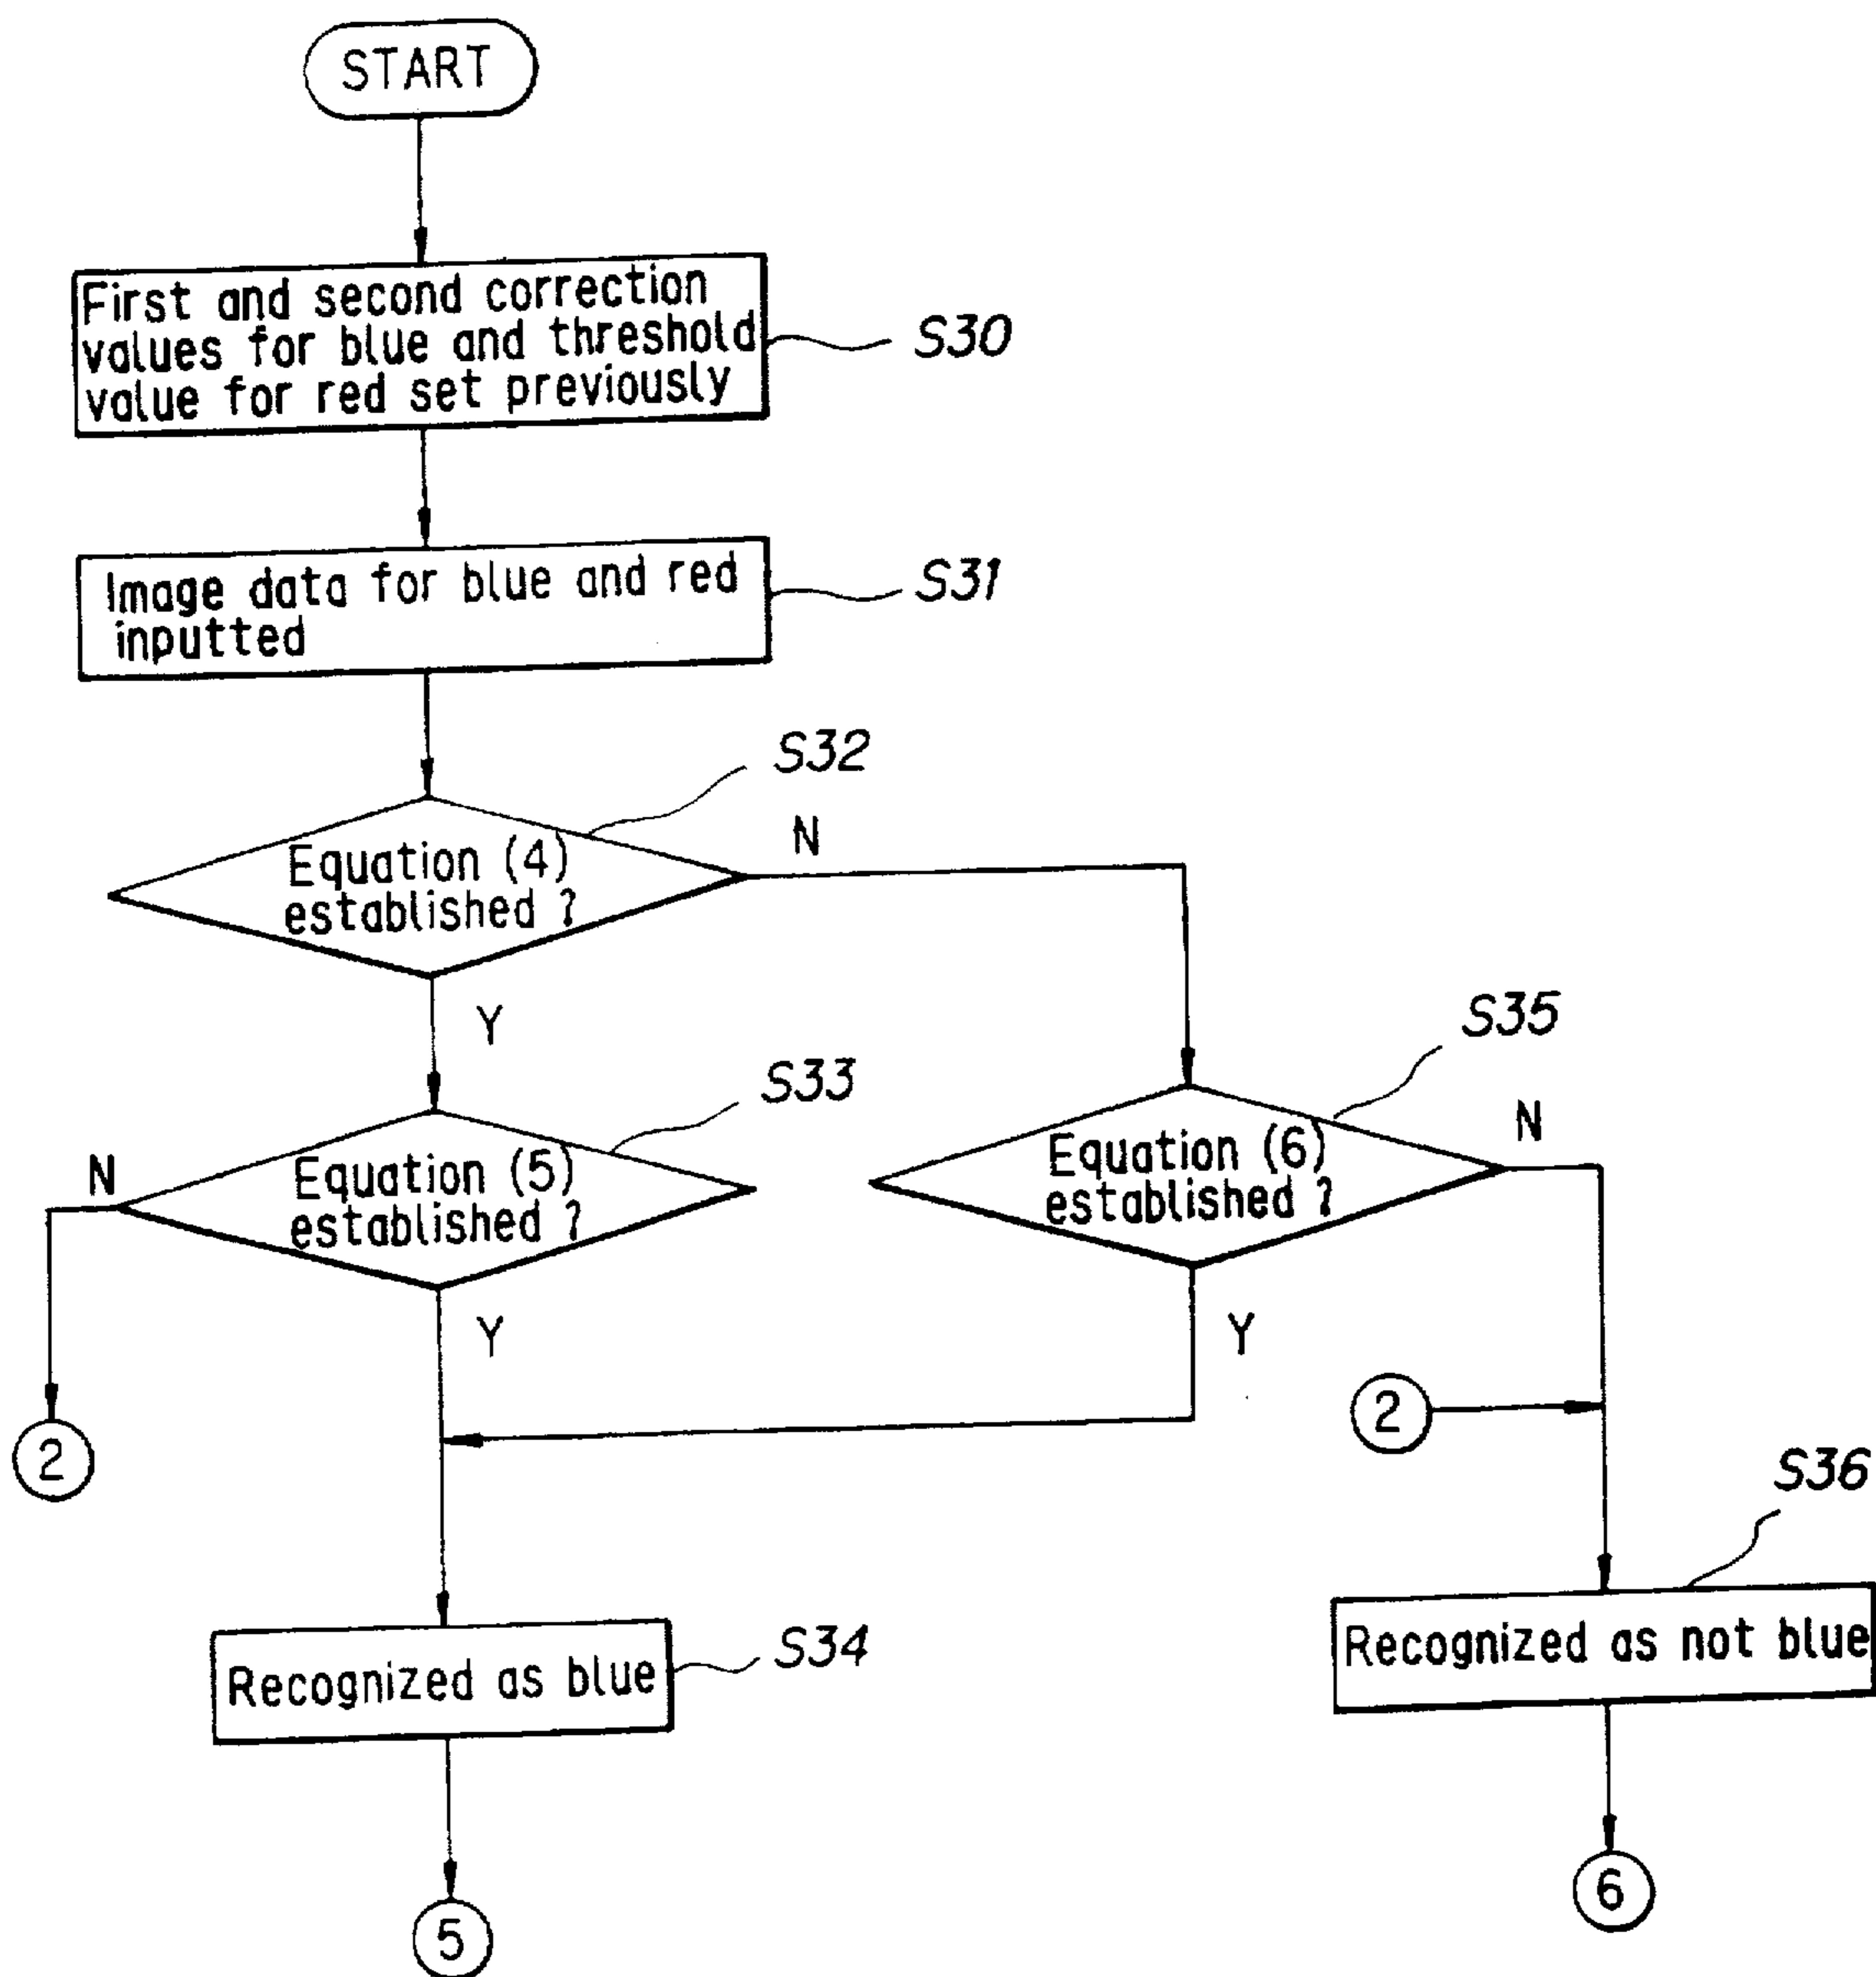 START
First and second correction
values for blue and threshold
value for red set previously
S30
Image data for blue and red
inputted
S31
S32
N
Equation (4)
established ?
Y
S35
S33
N
Equation (5)
established ?
Equation (6)
established ?
N
Y
Y
2
2
S36
Recognized as blue
S34
Recognized as not blue
5
6